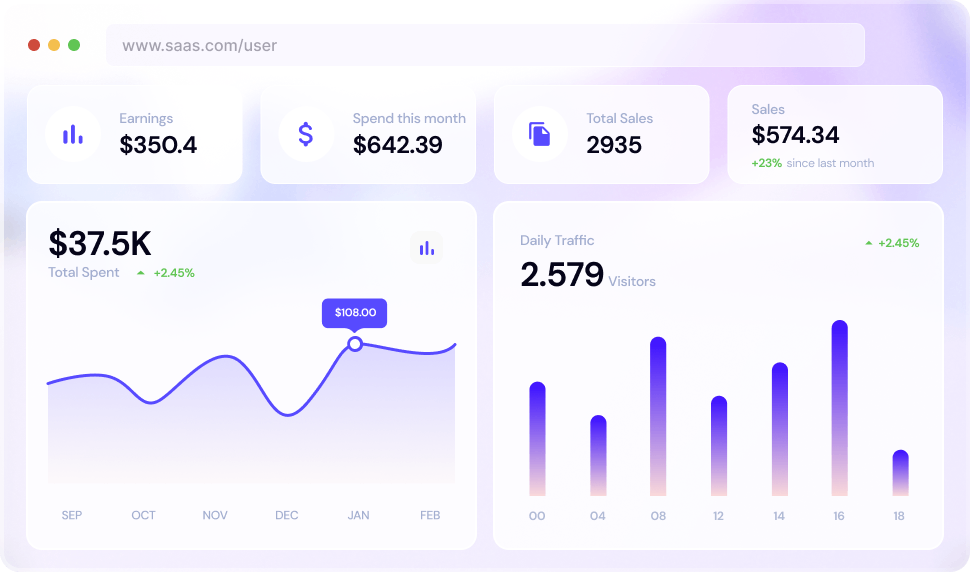 www.saas.com/user
Earnings
$350.4
Spend this month
$642.39
Total Sales
2935
Sales
$574.34
+23% since last month
$37.5K
Total Spent +2.45%
$108.00
SEP OCT NOV DEC JAN FEB
Daily Traffic
+2.45%
2.579 Visitors
00 04 08 12 14 16 18